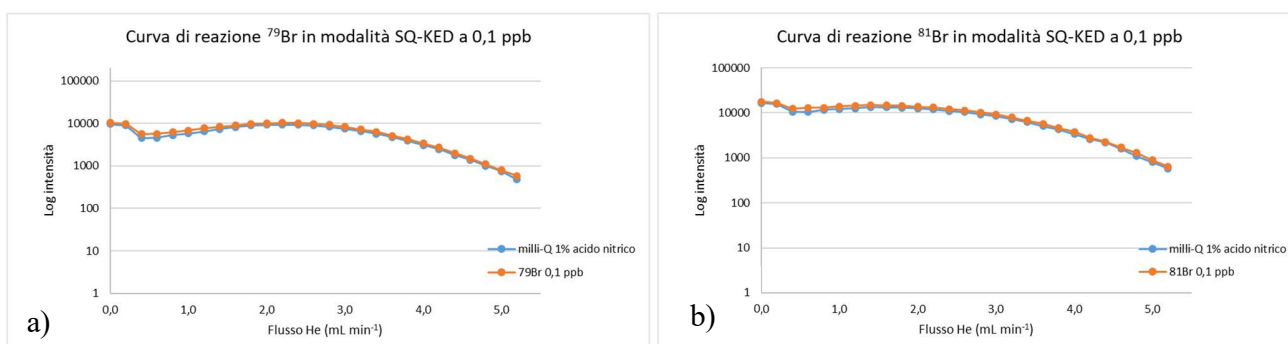 Curva di reazione ⁷⁹Br in modalità SQ-KED a 0,1 ppb
Log intensità
100000
10000
1000
100
10
1
0,0 1,0 2,0 3,0 4,0 5,0
Flusso He (mL min⁻¹)
milli-Q 1% acido nitrico
79Br 0,1 ppb
a)
Curva di reazione ⁸¹Br in modalità SQ-KED a 0,1 ppb
Log intensità
100000
10000
1000
100
10
1
0,0 1,0 2,0 3,0 4,0 5,0
Flusso He (mL min⁻¹)
milli-Q 1% acido nitrico
81Br 0,1 ppb
b)